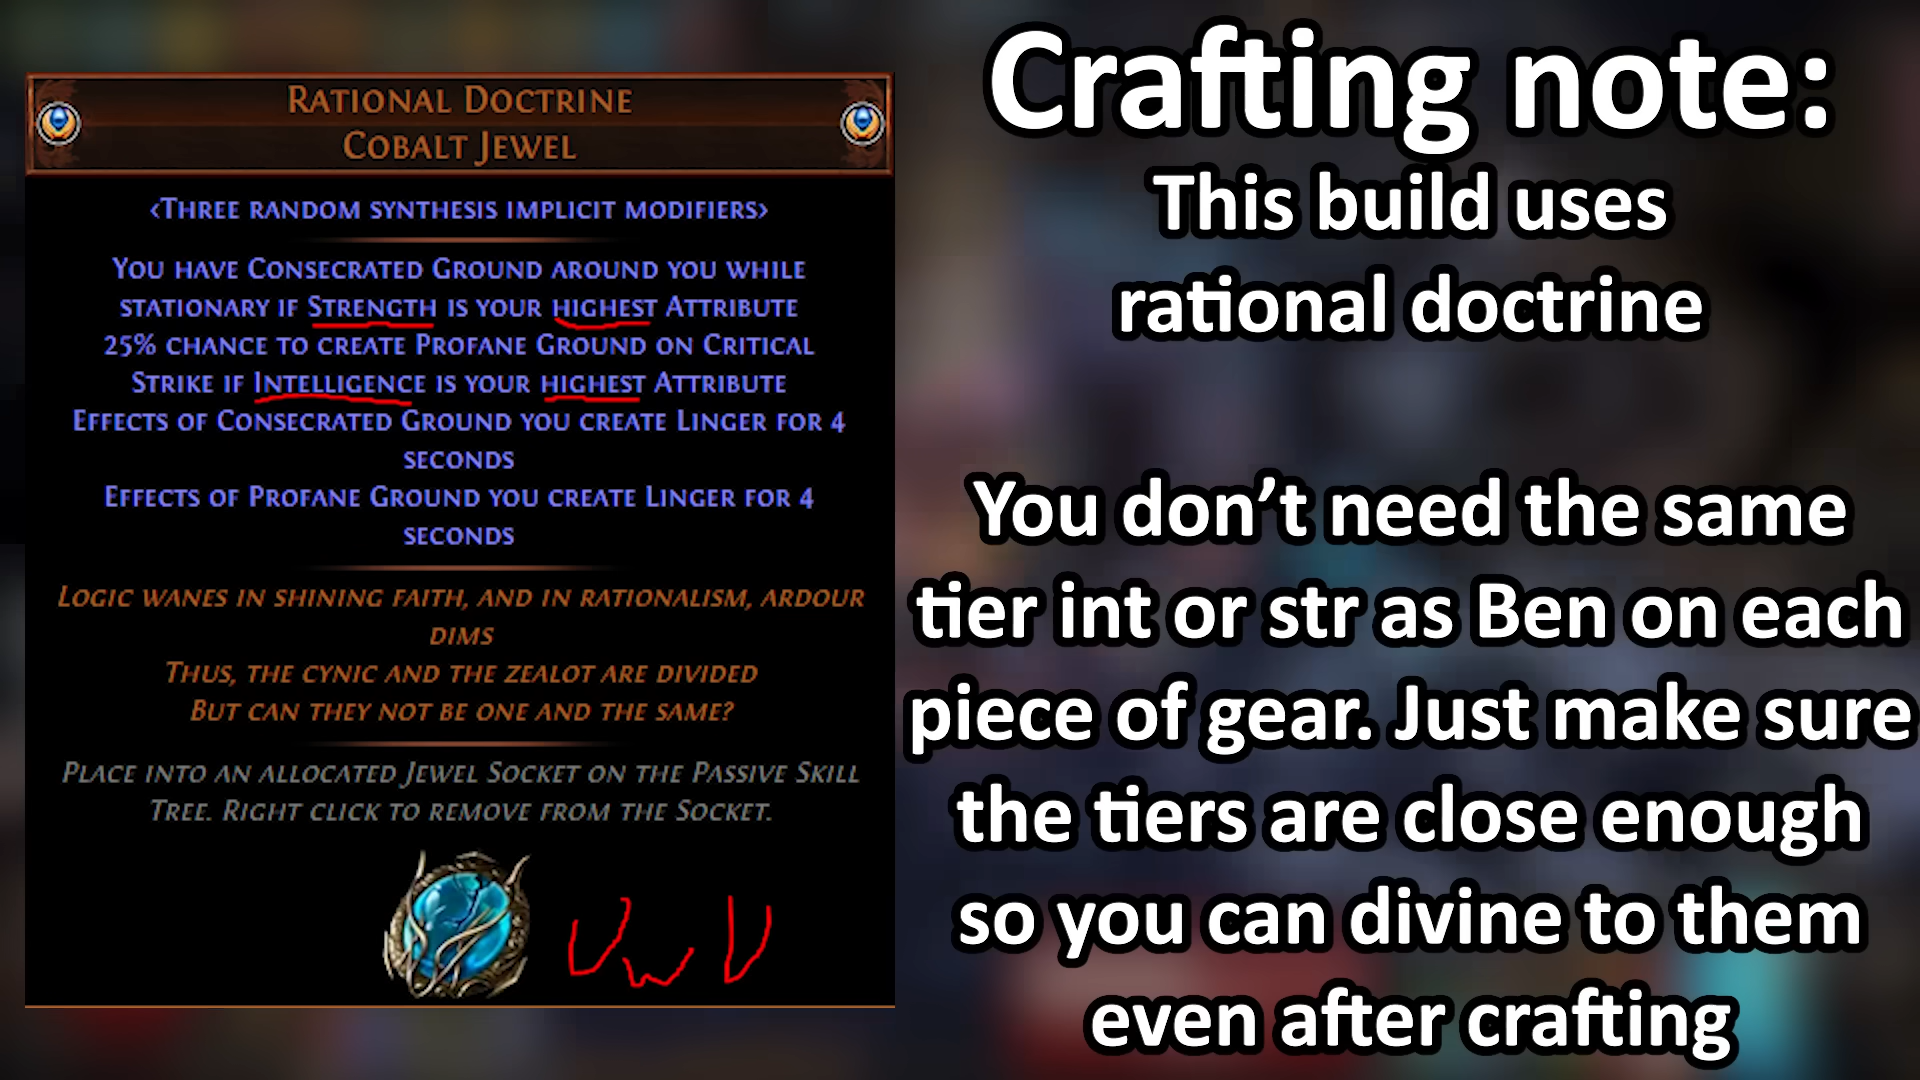 RATIONAL DOCTRINE
COBALT JEWEL
<THREE RANDOM SYNTHESIS IMPLICIT MODIFIERS>
YOU HAVE CONSECRATED GROUND AROUND YOU WHILE
STATIONARY IF STRENGTH IS YOUR HIGHEST ATTRIBUTE
25% CHANCE TO CREATE PROFANE GROUND ON CRITICAL
STRIKE IF INTELLIGENCE IS YOUR HIGHEST ATTRIBUTE
EFFECTS OF CONSECRATED GROUND YOU CREATE LINGER FOR 4
SECONDS
EFFECTS OF PROFANE GROUND YOU CREATE LINGER FOR 4
SECONDS
LOGIC WANES IN SHINING FAITH, AND IN RATIONALISM, ARDOUR
DIMS
THUS, THE CYNIC AND THE ZEALOT ARE DIVIDED
BUT CAN THEY NOT BE ONE AND THE SAME?
PLACE INTO AN ALLOCATED JEWEL SOCKET ON THE PASSIVE SKILL
TREE. RIGHT CLICK TO REMOVE FROM THE SOCKET.
UwU
Crafting note:
This build uses
rational doctrine
You don't need the same
tier int or str as Ben on each
piece of gear. Just make sure
the tiers are close enough
so you can divine to them
even after crafting